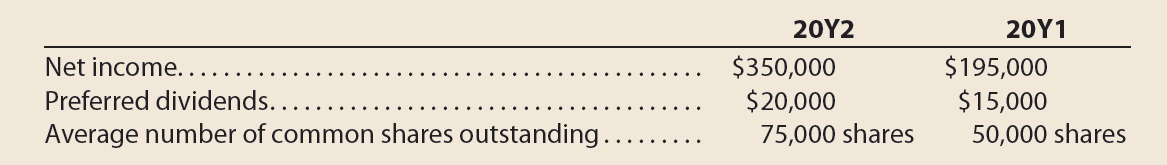 20Y2 20Y1
Net income. . . . . . . . . . . . . . . . . . . . . . . . . . . . . . . . . . . . . . . . . . . . . . $350,000 $195,000
Preferred dividends. . . . . . . . . . . . . . . . . . . . . . . . . . . . . . . . . . . . . $20,000 $15,000
Average number of common shares outstanding. . . . . . . . . 75,000 shares 50,000 shares